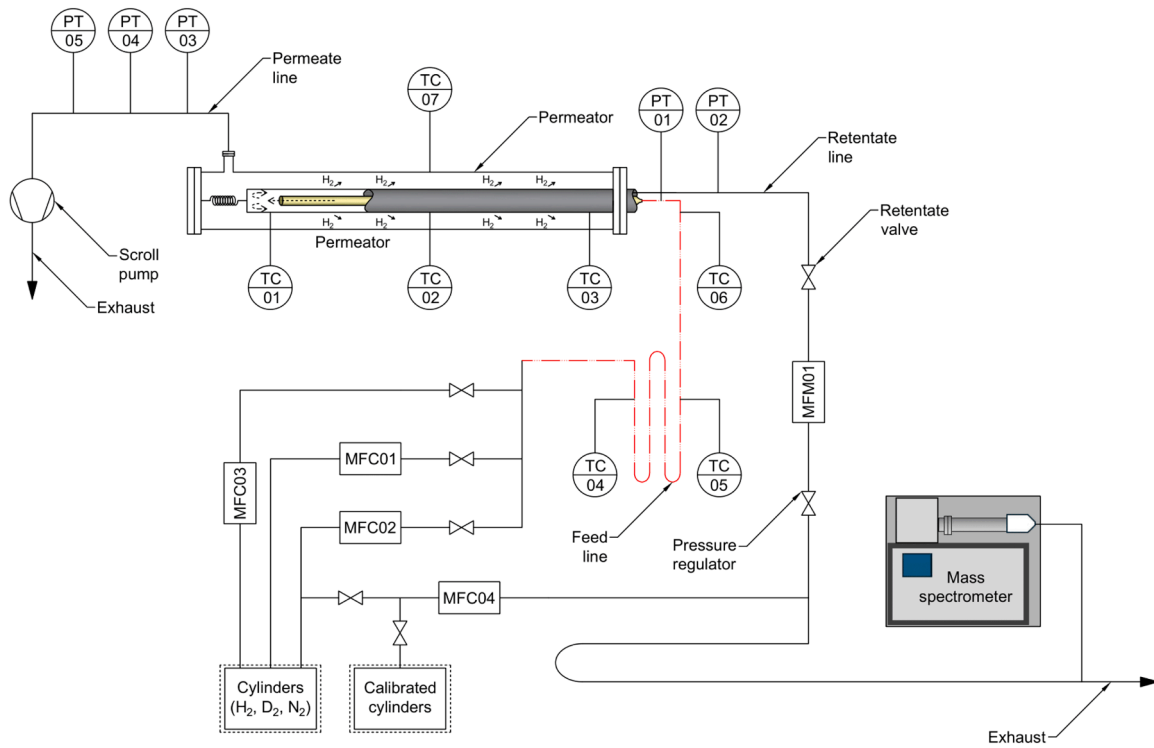 PT
05
PT
04
PT
03
Permeate
line
TC
07
Permeator
PT
01
PT
02
Retentate
line
H2
H2
H2
H2
H2
H2
H2
H2
Permeator
Retentate
valve
Scroll
pump
Exhaust
TC
01
TC
02
TC
03
TC
06
MFM01
MFC03
MFC01
MFC02
TC
04
TC
05
Feed
line
Pressure
regulator
MFC04
Mass
spectrometer
Cylinders
(H2, D2, N2)
Calibrated
cylinders
Exhaust